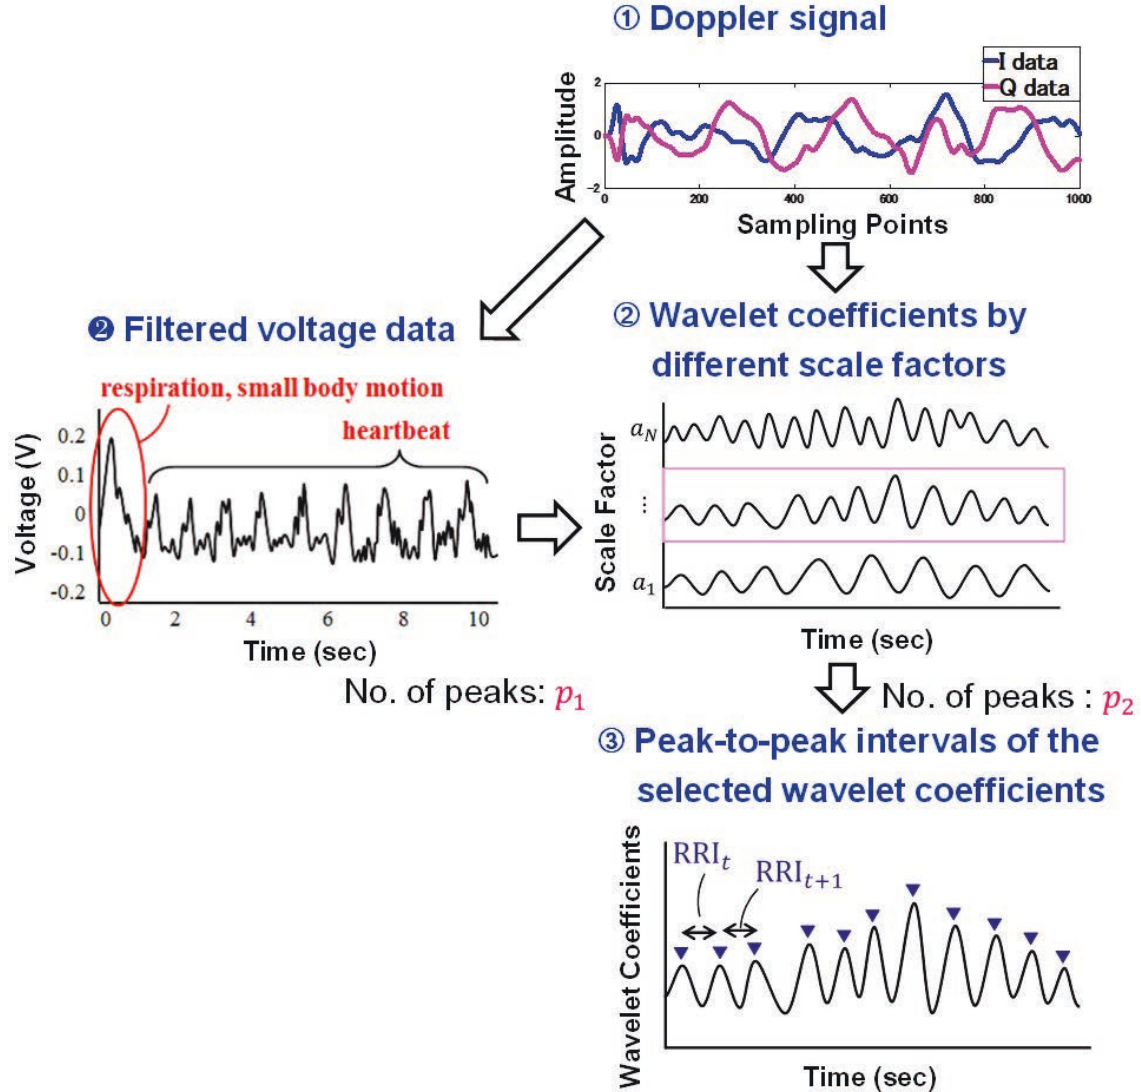 ① Doppler signal
I data
Q data
Amplitude
2
0
-2
0
200
400
600
800
1000
Sampling Points
❷ Filtered voltage data
respiration, small body motion
heartbeat
Voltage (V)
0.2
0.1
0
-0.1
-0.2
0
2
4
6
8
10
Time (sec)
No. of peaks: p₁
② Wavelet coefficients by
different scale factors
Scale Factor
a_N
⋮
a₁
Time (sec)
No. of peaks : p₂
③ Peak-to-peak intervals of the
selected wavelet coefficients
Wavelet Coefficients
RRI_t
RRI_{t+1}
Time (sec)